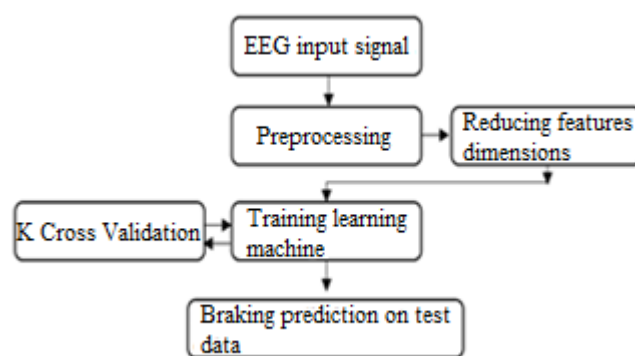 EEG input signal
Preprocessing
Reducing features
dimensions
K Cross Validation
Training learning
machine
Braking prediction on test
data